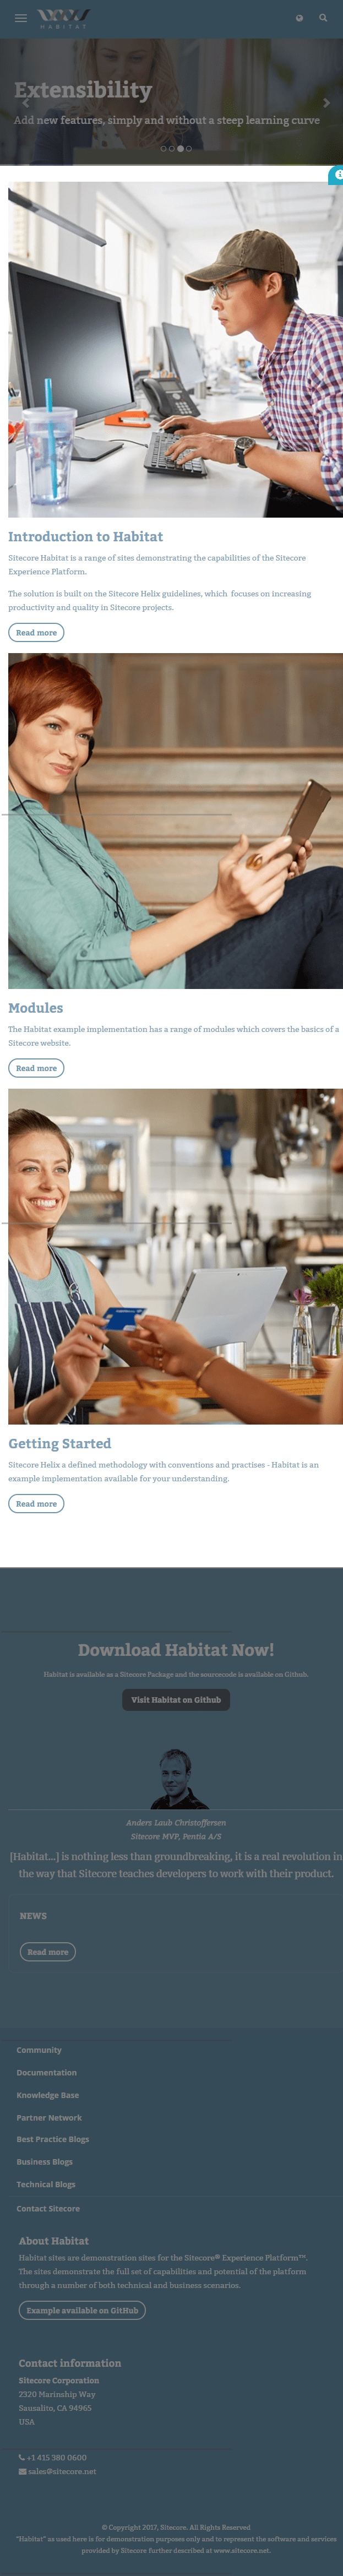 HABITAT
Extensibility
Add new features, simply and without a steep learning curve
Introduction to Habitat
Sitecore Habitat is a range of sites demonstrating the capabilities of the Sitecore
Experience Platform.
The solution is built on the Sitecore Helix guidelines, which focuses on increasing
productivity and quality in Sitecore projects.
Read more
Modules
The Habitat example implementation has a range of modules which covers the basics of a
Sitecore website.
Read more
Getting Started
Sitecore Helix a defined methodology with conventions and practises - Habitat is an
example implementation available for your understanding.
Read more
Download Habitat Now!
Habitat is available as a Sitecore Package and the sourcecode is available on Github.
Visit Habitat on Github
Anders Laub Christoffersen
Sitecore MVP, Pentia A/S
[Habitat...] is nothing less than groundbreaking, it is a real revolution in
the way that Sitecore teaches developers to work with their product.
NEWS
Read more
Community
Documentation
Knowledge Base
Partner Network
Best Practice Blogs
Business Blogs
Technical Blogs
Contact Sitecore
About Habitat
Habitat sites are demonstration sites for the Sitecore® Experience Platform™.
The sites demonstrate the full set of capabilities and potential of the platform
through a number of both technical and business scenarios.
Example available on GitHub
Contact information
Sitecore Corporation
2320 Marinship Way
Sausalito, CA 94965
USA
+1 415 380 0600
sales@sitecore.net
© Copyright 2017, Sitecore. All Rights Reserved
"Habitat" as used here is for demonstration purposes only and to represent the software and services
provided by Sitecore further described at www.sitecore.net.